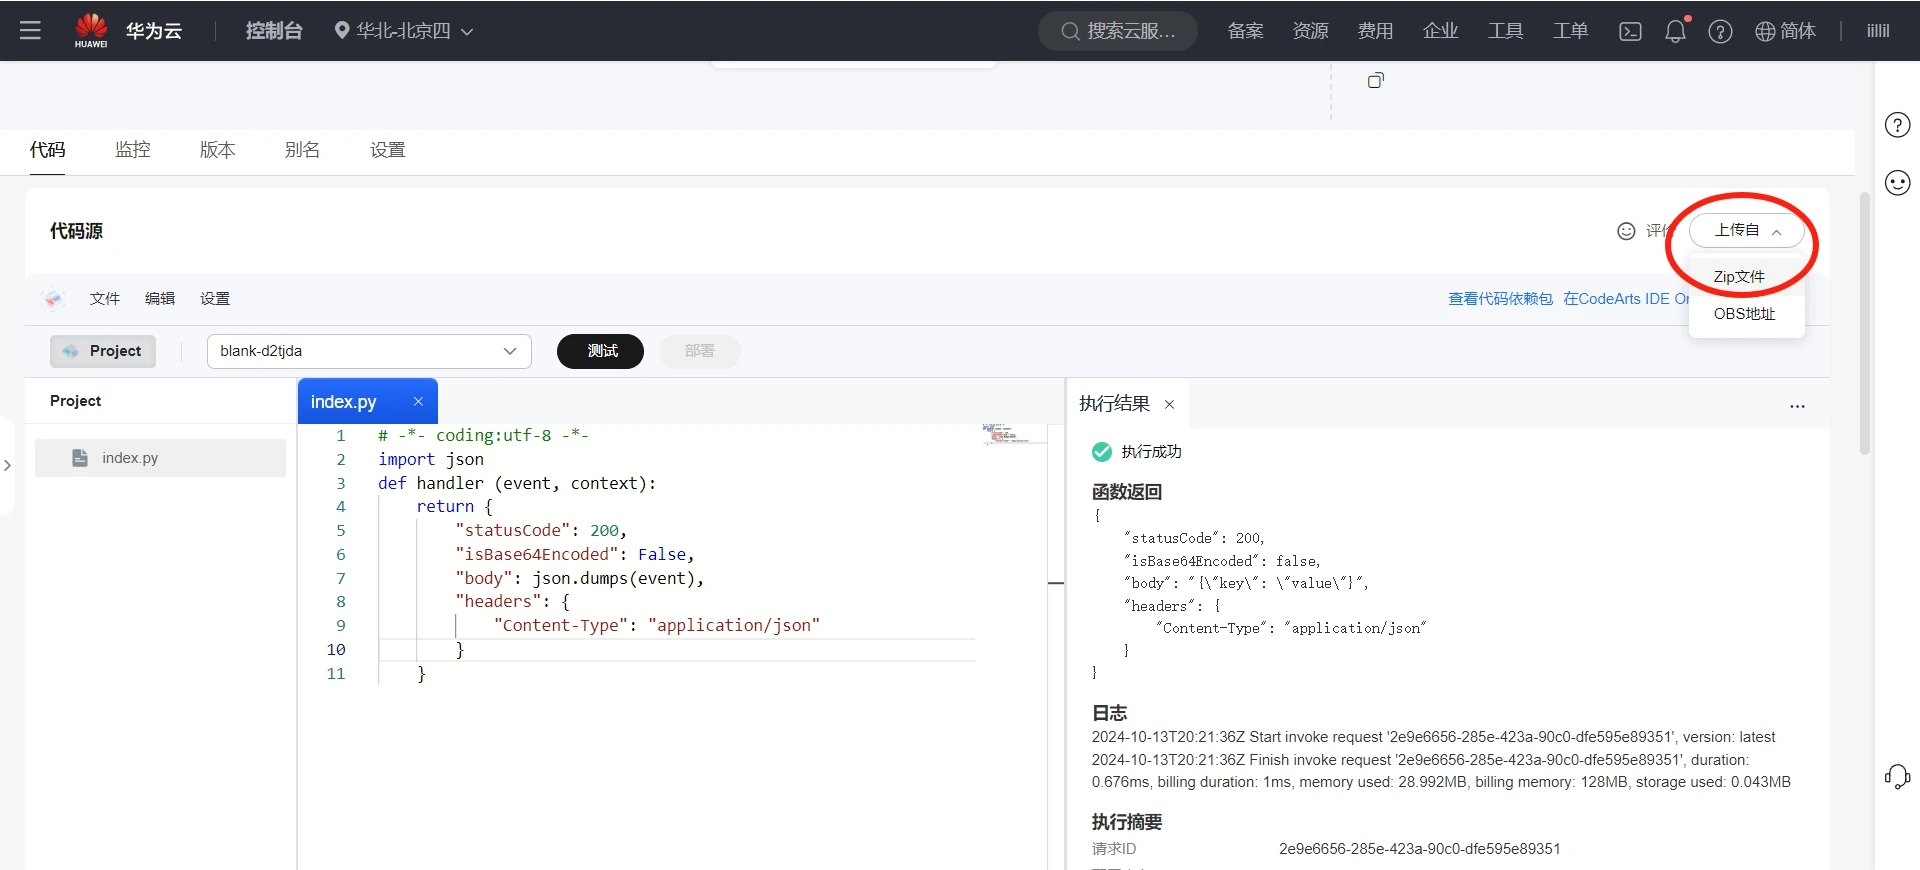 HUAWEI
华为云
控制台
华北-北京四
搜索云服...
备案
资源
费用
企业
工具
工单
简体
iillil
代码
监控
版本
别名
设置
代码源
上传自
Zip文件
OBS地址
文件
编辑
设置
查看代码依赖包
在CodeArts IDE
Project
blank-d2tjda
测试
部署
Project
index.py
index.py
1 # -*- coding:utf-8 -*-
2 import json
3 def handler (event, context):
4 return {
5 "statusCode": 200,
6 "isBase64Encoded": False,
7 "body": json.dumps(event),
8 "headers": {
9 "Content-Type": "application/json"
10 }
11 }
执行结果
执行成功
函数返回
{
"statusCode": 200,
"isBase64Encoded": false,
"body": "{\"key\": \"value\"}",
"headers": {
"Content-Type": "application/json"
}
}
日志
2024-10-13T20:21:36Z Start invoke request '2e9e6656-285e-423a-90c0-dfe595e89351', version: latest
2024-10-13T20:21:36Z Finish invoke request '2e9e6656-285e-423a-90c0-dfe595e89351', duration:
0.676ms, billing duration: 1ms, memory used: 28.992MB, billing memory: 128MB, storage used: 0.043MB
执行摘要
请求ID
2e9e6656-285e-423a-90c0-dfe595e89351